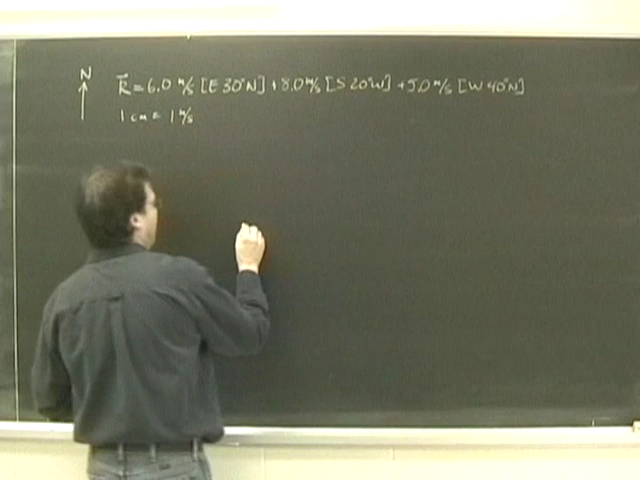 N
R⃗ = 6.0 m/s [E 30° N] + 8.0 m/s [S 20° W] + 5.0 m/s [W 40° N]
1 cm = 1 m/s